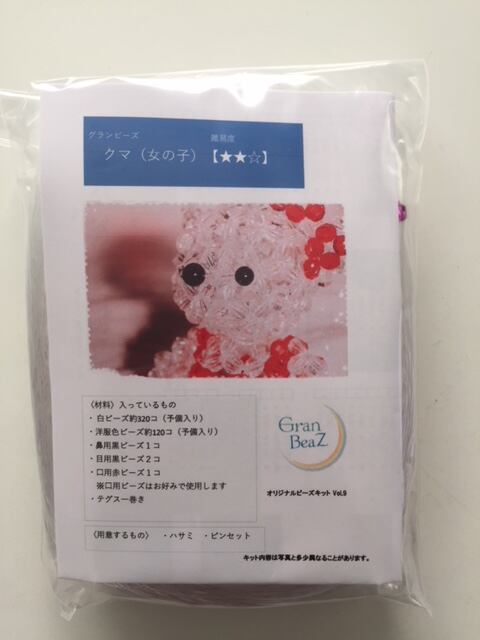 グランビーズ 難易度
クマ（女の子）【★★☆】
〈材料〉入っているもの
・白ビーズ約320コ（予備入り）
・洋服色ビーズ約120コ（予備入り）
・鼻用黒ビーズ１コ
・目用黒ビーズ２コ
・口用赤ビーズ１コ
※口用ビーズはお好みで使用します
・テグス一巻き
Gran
BeaZ
オリジナルビーズキット Vol.9
〈用意するもの〉 ・ハサミ ・ピンセット
キット内容は写真と多少異なることがあります。